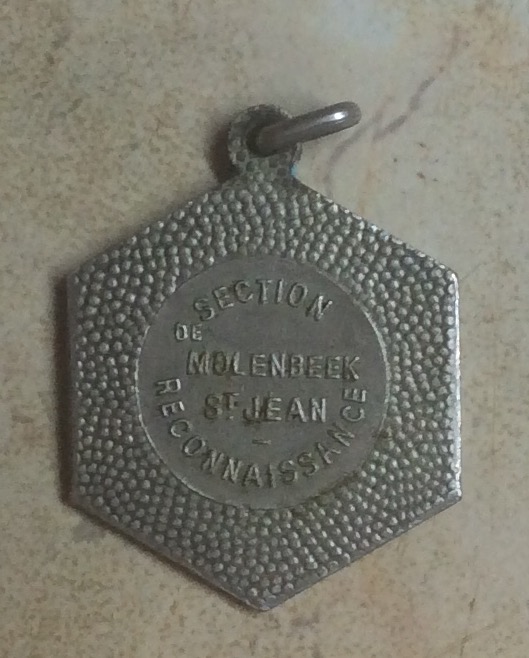 SECTION
DE
MOLENBEEK
ST JEAN
-
RECONNAISSANCE